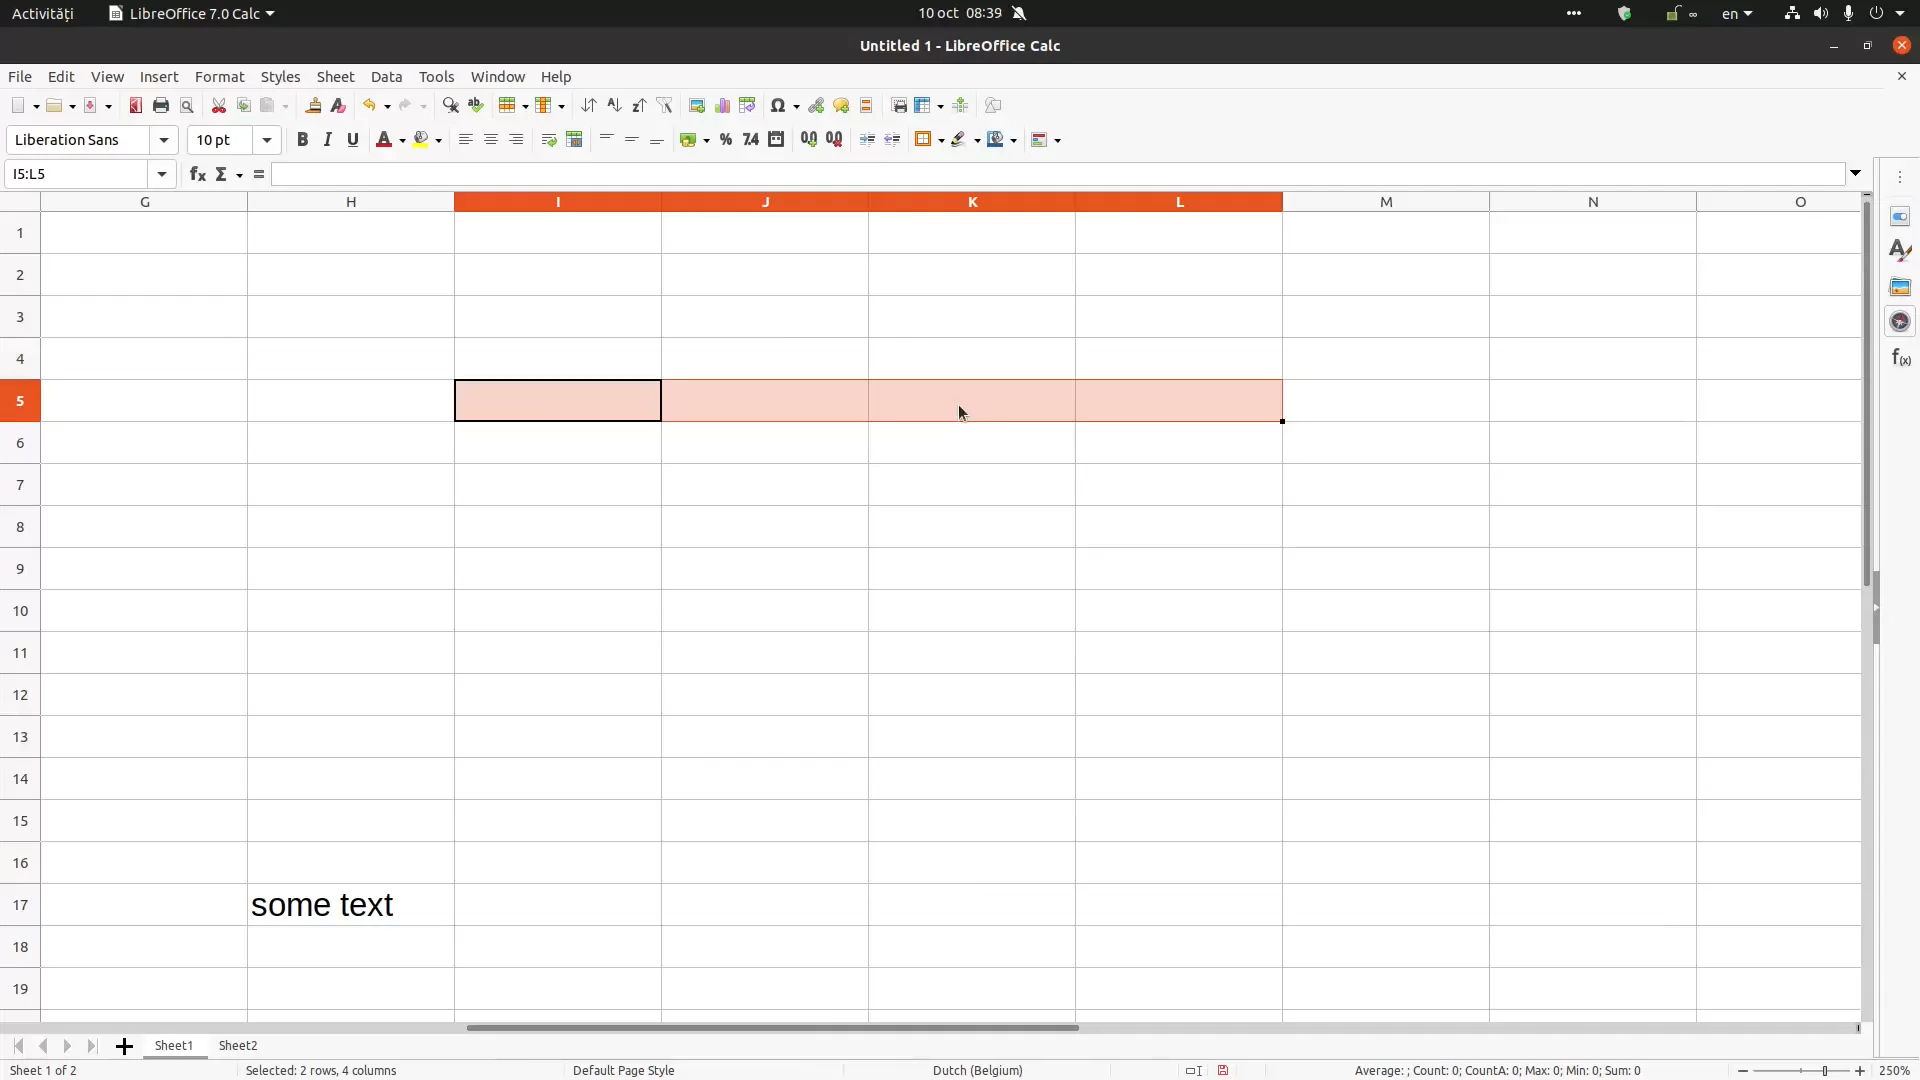 Activități LibreOffice 7.0 Calc 10 oct 08:39 en
Untitled 1 - LibreOffice Calc
File Edit View Insert Format Styles Sheet Data Tools Window Help
Liberation Sans 10 pt B I U A % 7.4
I5:L5 fx Σ =
G H I J K L M N O
1
2
3
4
5
6
7
8
9
10
11
12
13
14
15
16
17 some text
18
19
Sheet1 Sheet2
Sheet 1 of 2 Selected: 2 rows, 4 columns Default Page Style Dutch (Belgium) Average: ; Count: 0; CountA: 0; Max: 0; Min: 0; Sum: 0 250%